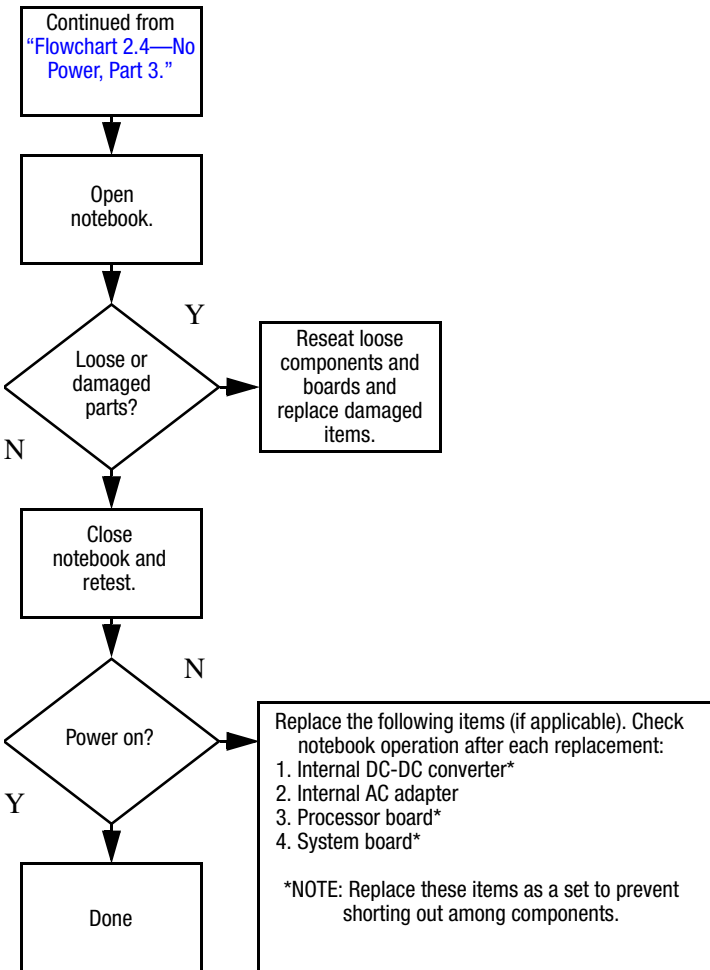 Continued from
"Flowchart 2.4—No
Power, Part 3."
Open
notebook.
Y
Loose or
damaged
parts?
Reseat loose
components and
boards and
replace damaged
items.
N
Close
notebook and
retest.
N
Power on?
Replace the following items (if applicable). Check
notebook operation after each replacement:
1. Internal DC-DC converter*
2. Internal AC adapter
3. Processor board*
4. System board*
*NOTE: Replace these items as a set to prevent
shorting out among components.
Y
Done